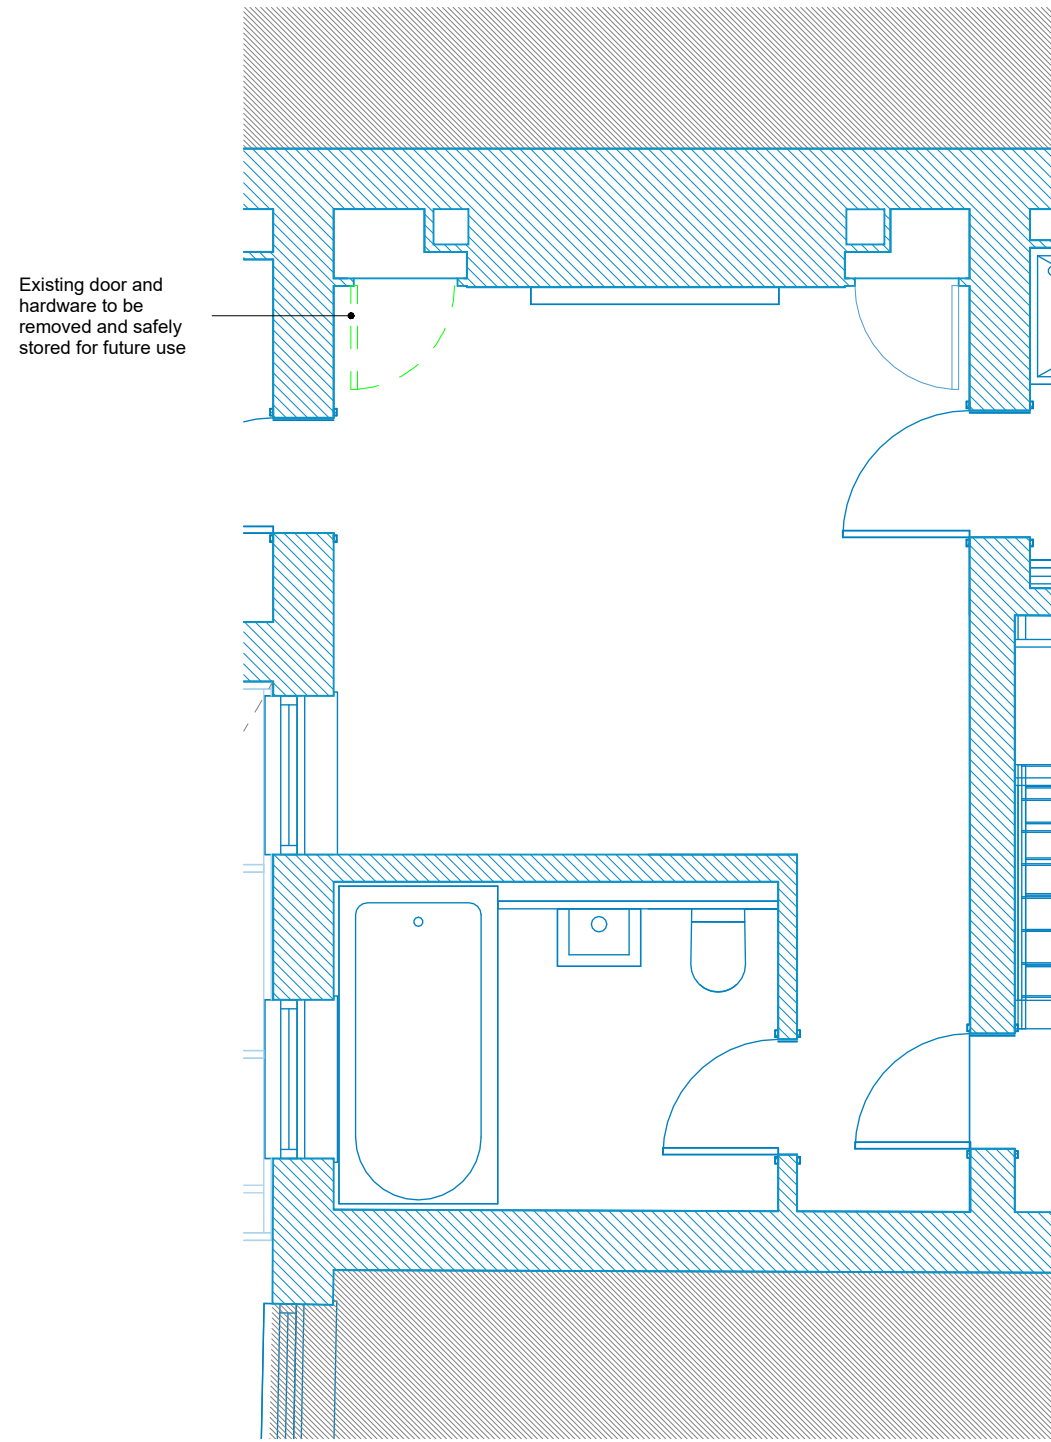 Existing door and
hardware to be
removed and safely
stored for future use